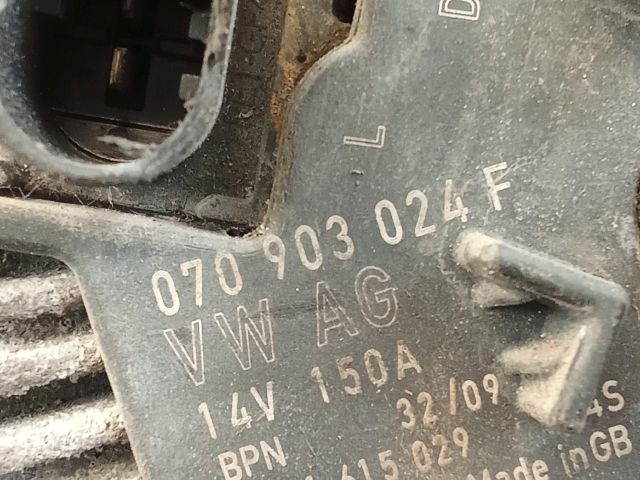 D
L
070 903 024 F
VW AG
14V 150A
BPN 32/09
615 029
Made in GB